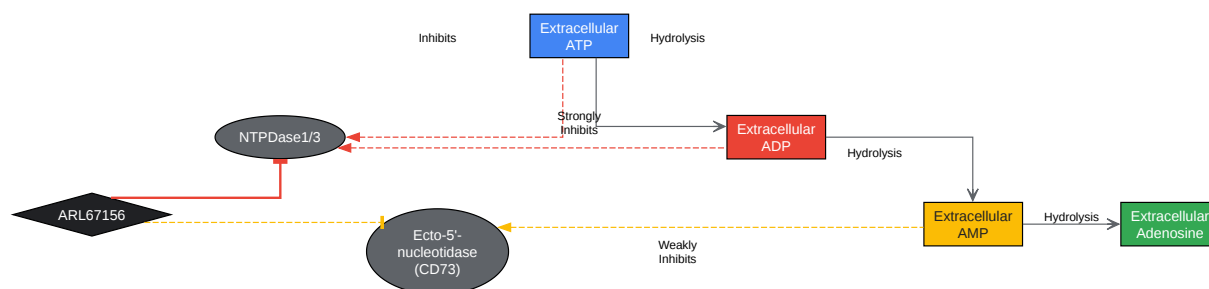 Extracellular
ATP
Inhibits
Hydrolysis
Strongly
Inhibits
NTPDase1/3
Extracellular
ADP
Hydrolysis
ARL67156
Ecto-5'-
nucleotidase
(CD73)
Weakly
Inhibits
Extracellular
AMP
Hydrolysis
Extracellular
Adenosine